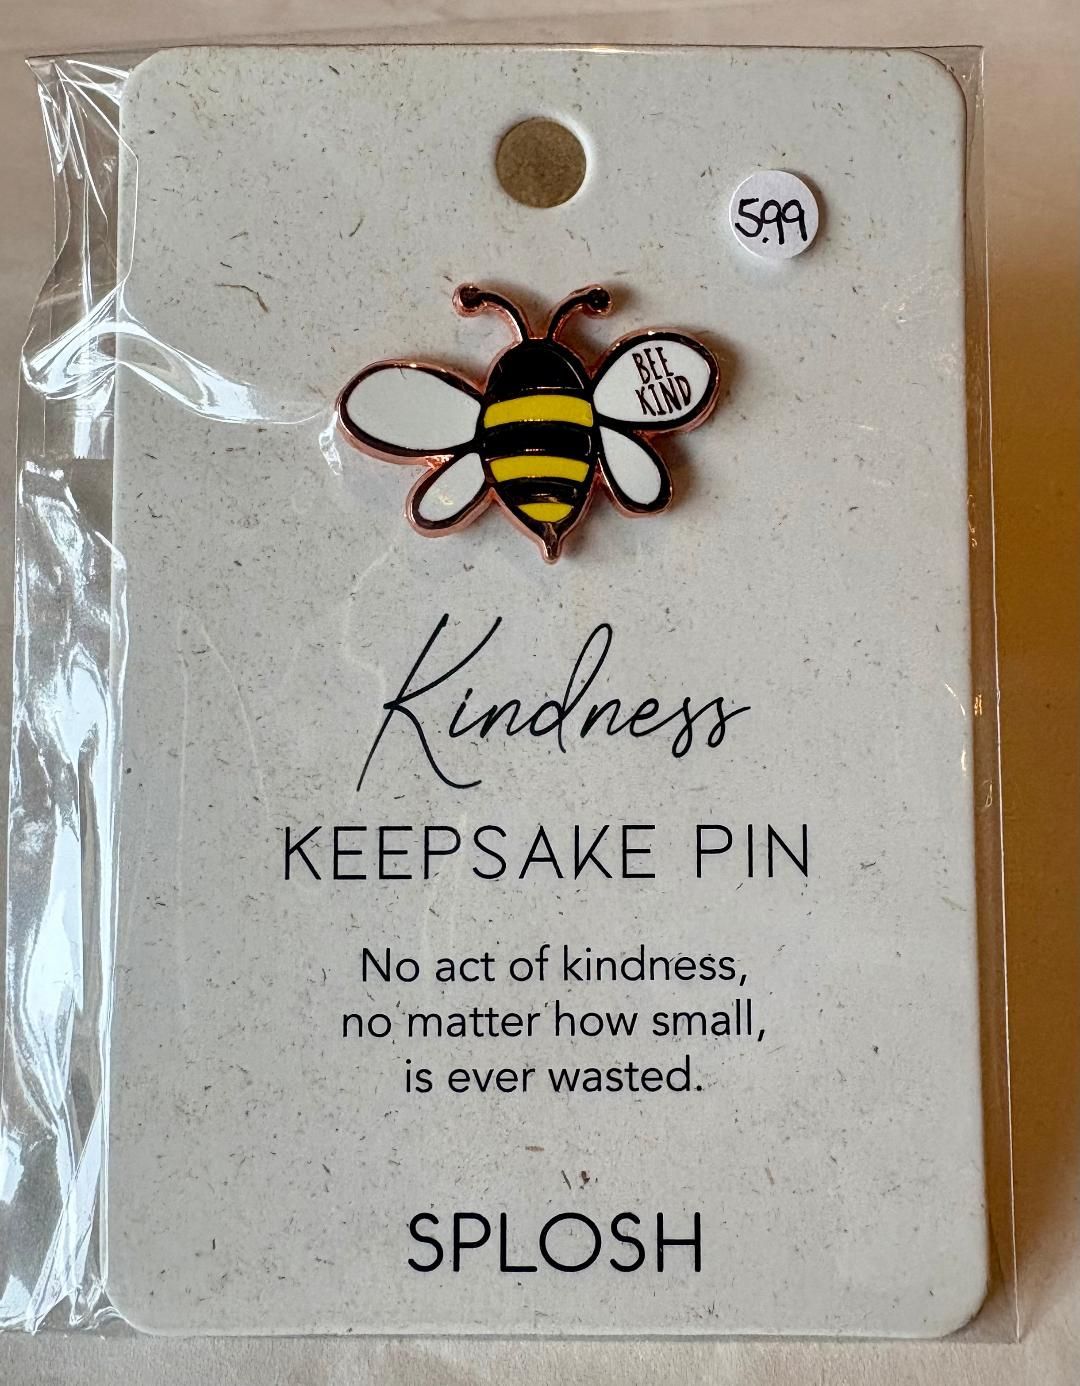 5.99
BEE
KIND
Kindness
KEEPSAKE PIN
No act of kindness,
no matter how small,
is ever wasted.
SPLOSH